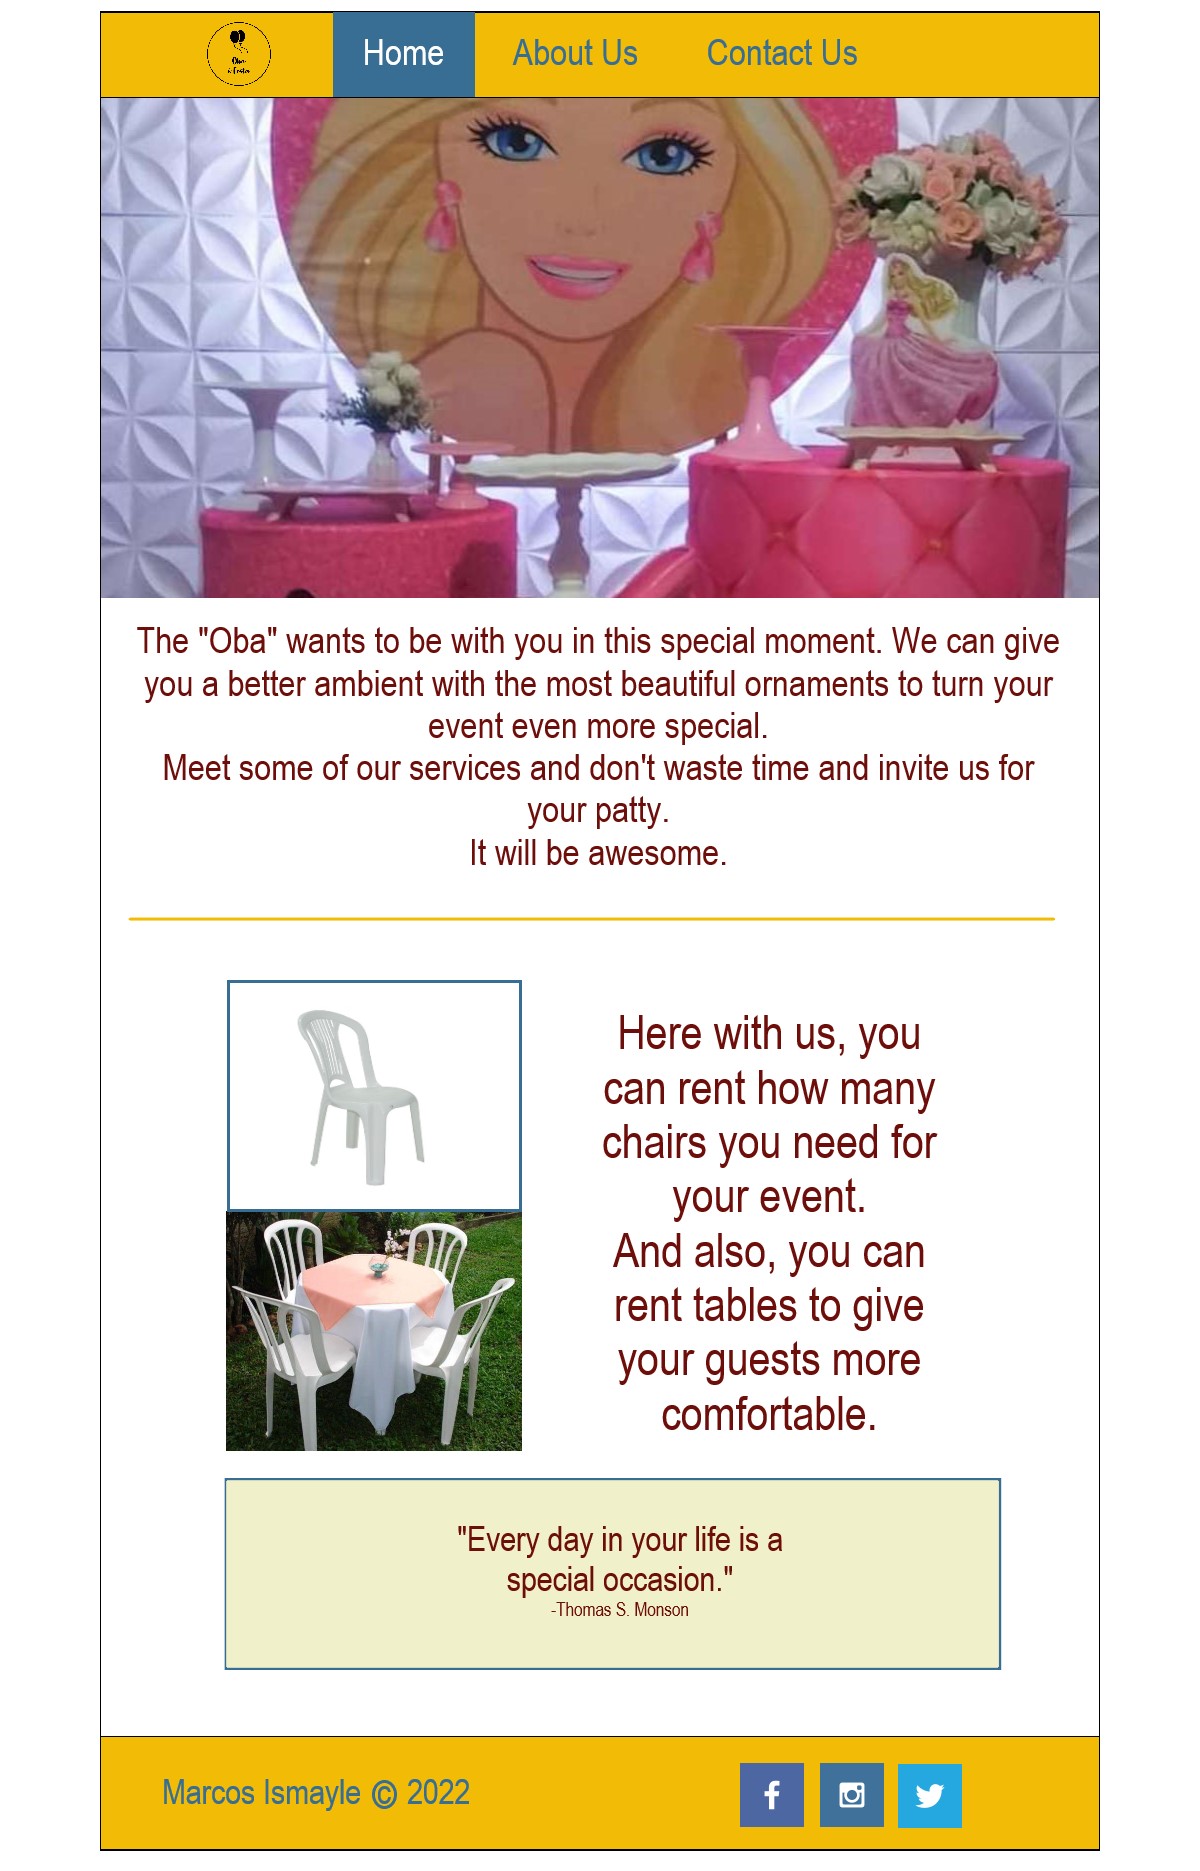 Oba
Home
About Us
Contact Us
The "Oba" wants to be with you in this special moment. We can give
you a better ambient with the most beautiful ornaments to turn your
event even more special.
Meet some of our services and don't waste time and invite us for
your patty.
It will be awesome.
Here with us, you
can rent how many
chairs you need for
your event.
And also, you can
rent tables to give
your guests more
comfortable.
"Every day in your life is a
special occasion."
-Thomas S. Monson
Marcos Ismayle © 2022